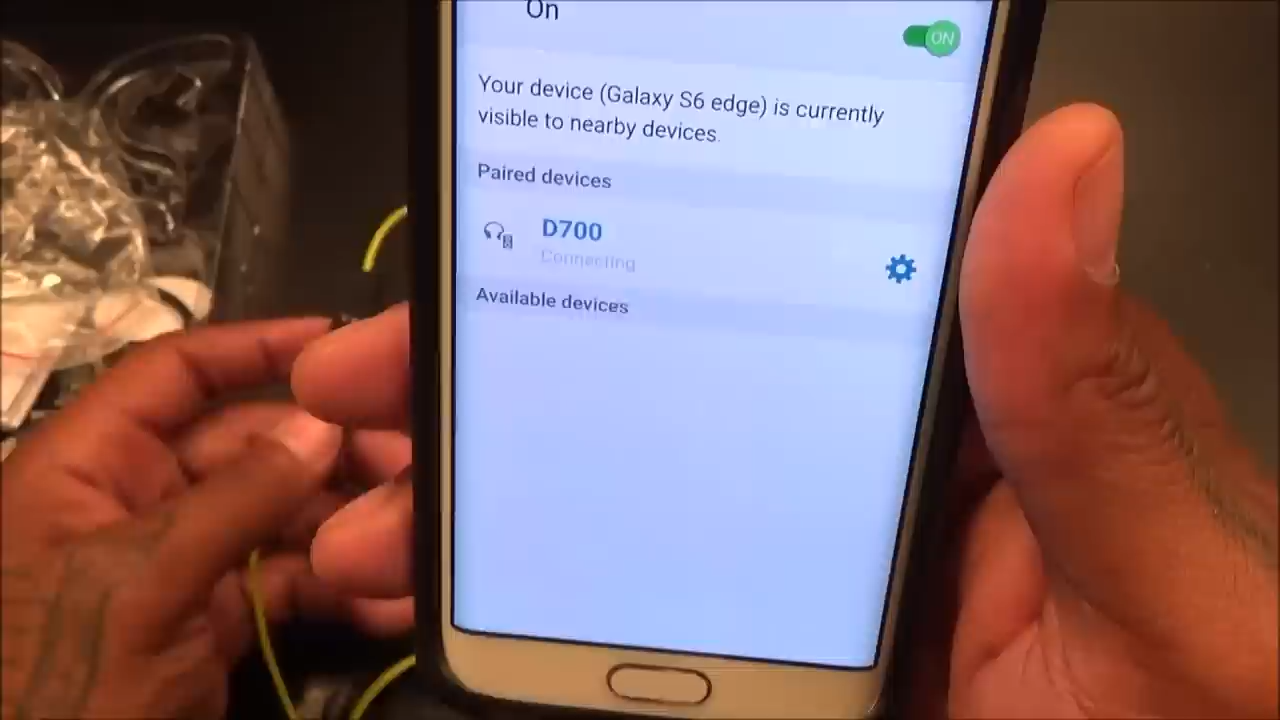 On
ON
Your device (Galaxy S6 edge) is currently
visible to nearby devices.
Paired devices
D700
Connecting
Available devices